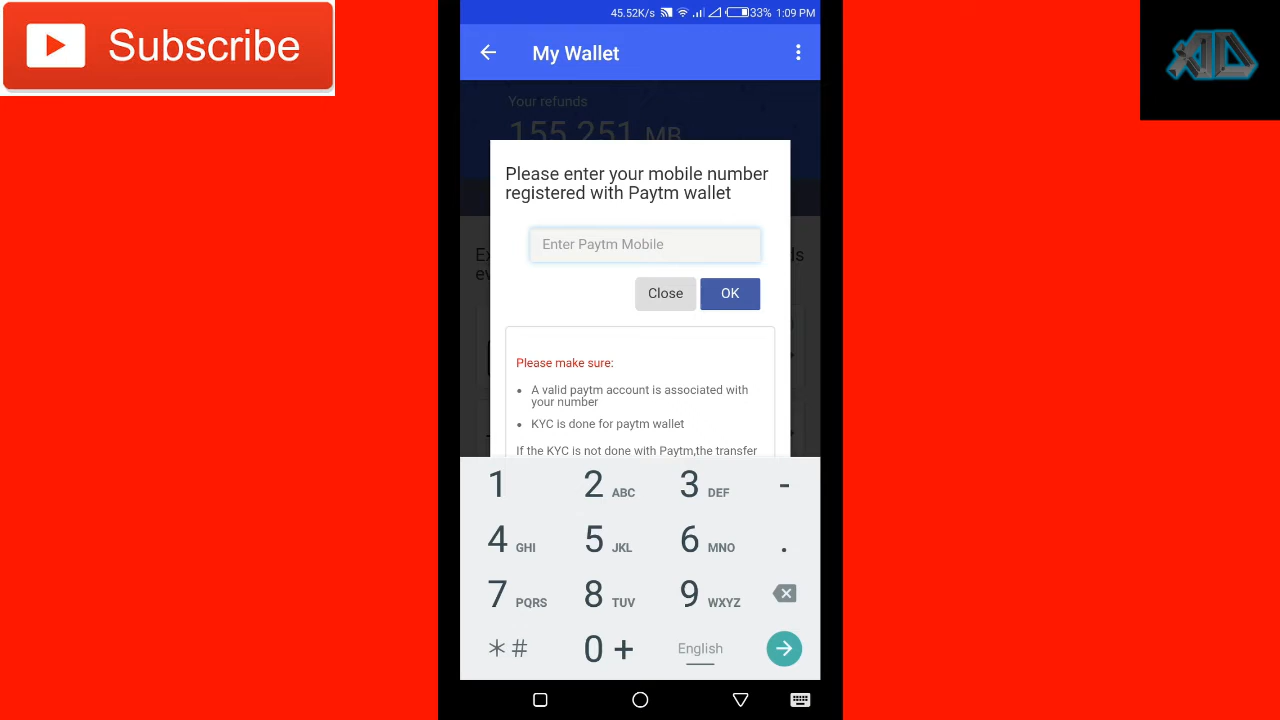 Subscribe
45.52K/s 33% 1:09 PM
My Wallet
Your refunds
155.251 MB
Please enter your mobile number
registered with Paytm wallet
Enter Paytm Mobile
Close OK
Please make sure:
• A valid paytm account is associated with
your number
• KYC is done for paytm wallet
If the KYC is not done with Paytm,the transfer
1 2 ABC 3 DEF -
4 GHI 5 JKL 6 MNO .
7 PQRS 8 TUV 9 WXYZ
*# 0 + English